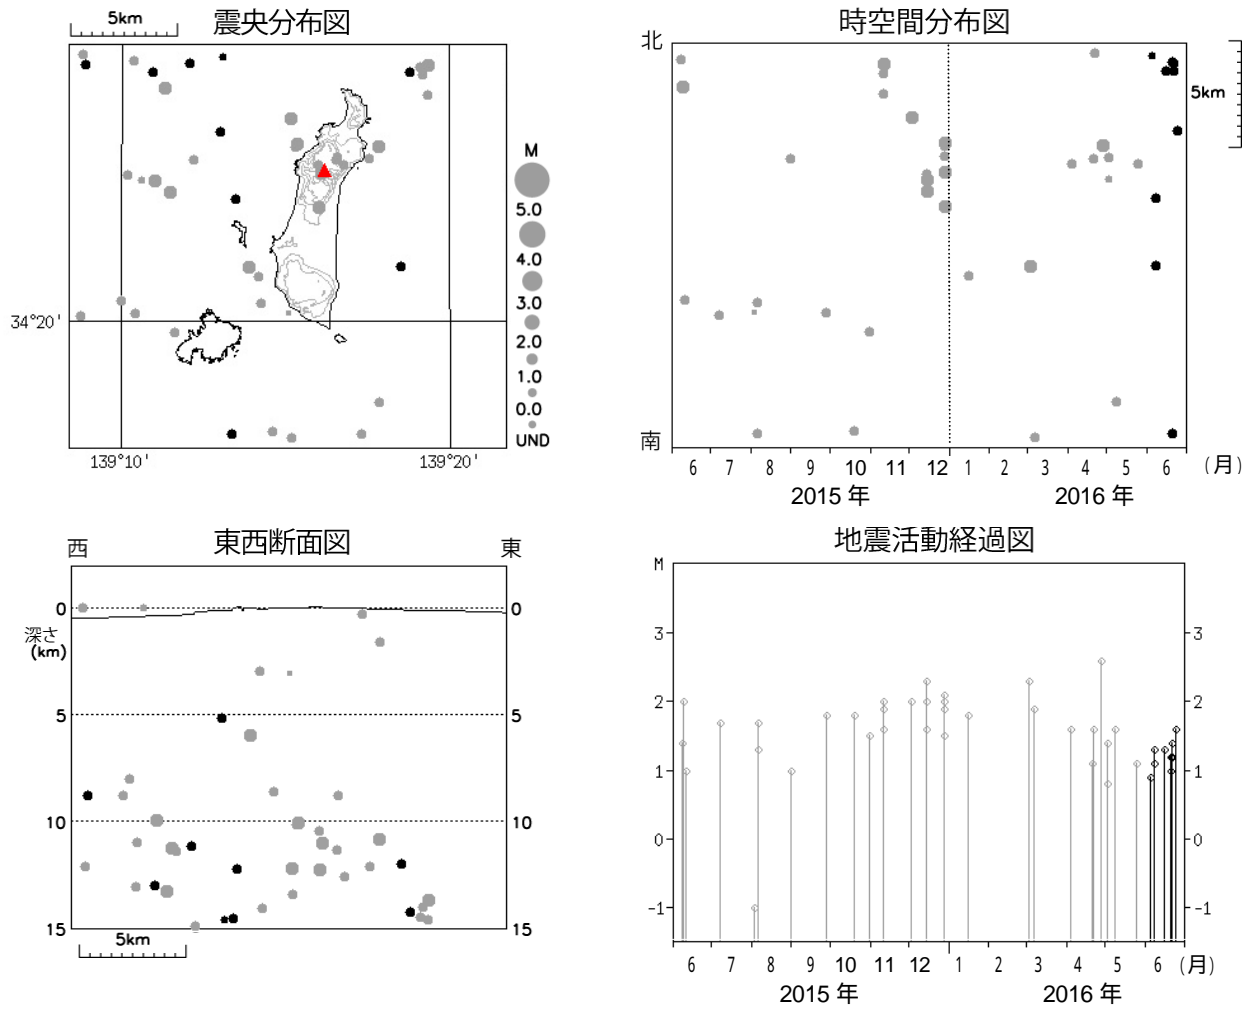 震央分布図
5km
M
5.0
4.0
3.0
2.0
1.0
0.0
UND
34°20'
139°10'
139°20'
時空間分布図
北
南
5km
6 7 8 9 10 11 12 1 2 3 4 5 6 (月)
2015 年 2016 年
東西断面図
西 東
0 0
深さ
(km)
5 5
10 10
15 15
5km
地震活動経過図
M
3 3
2 2
1 1
0 0
-1 -1
6 7 8 9 10 11 12 1 2 3 4 5 6 (月)
2015 年 2016 年